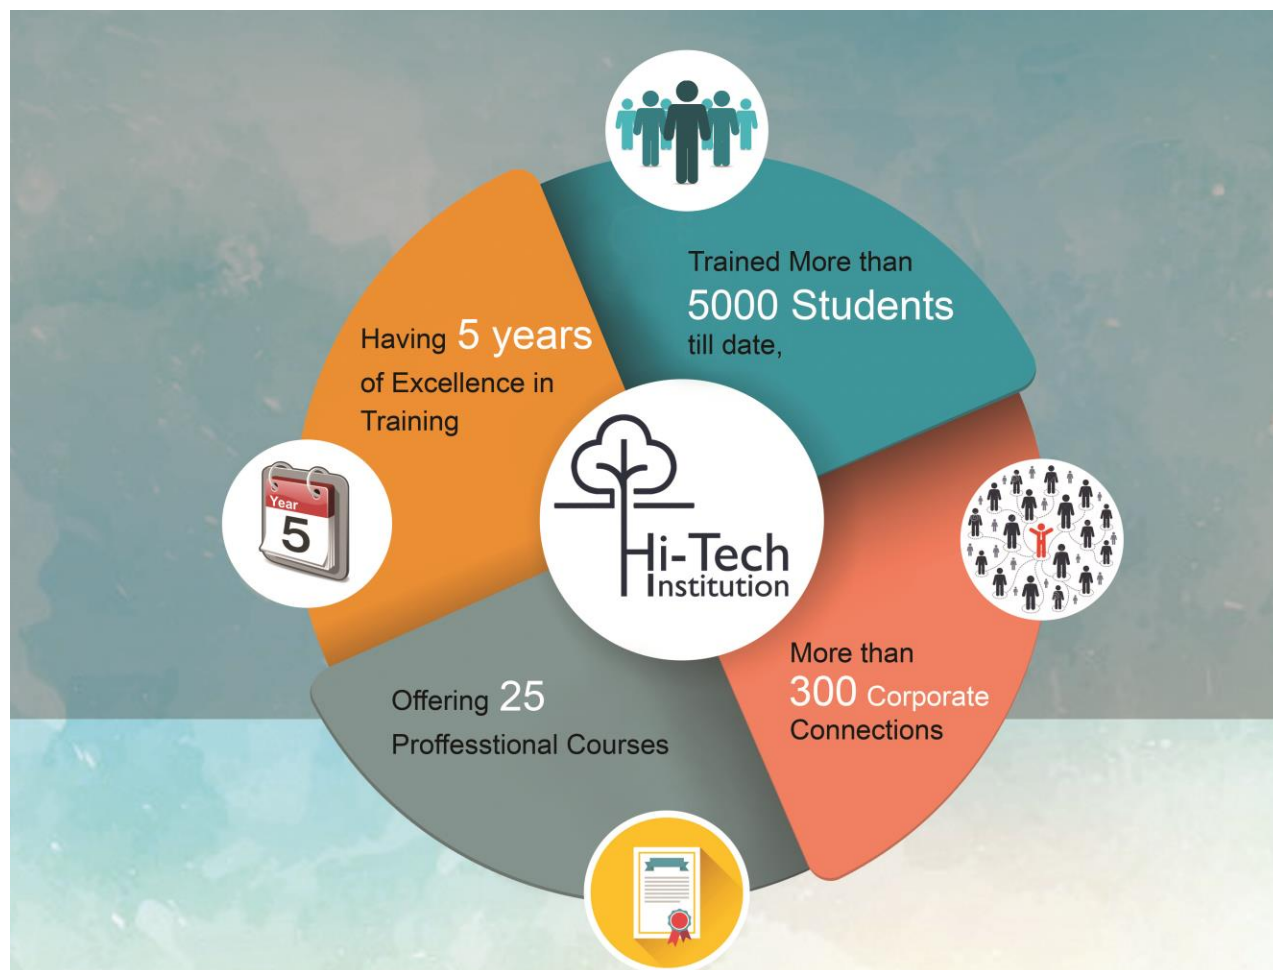 Trained More than
5000 Students
till date,
Having 5 years
of Excellence in
Training
Year
5
Hi-Tech
Institution
More than
300 Corporate
Connections
Offering 25
Proffesstional Courses